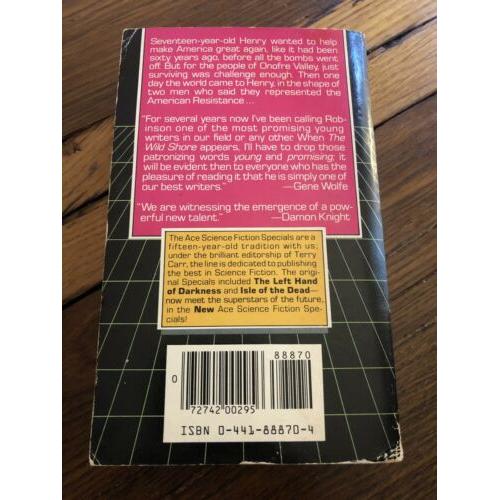 Seventeen-year-old Henry wanted to help
make America great again, like it had been
sixty years ago, before all the bombs went
off. But for the people of Onofre Valley, just
surviving was challenge enough. Then one
day the world came to Henry, in the shape of
two men who said they represented the
American Resistance...
"For several years now I've been calling Rob-
inson one of the most promising young
writers in our field or any other. When The
Wild Shore appears, I'll have to drop those
patronizing words young and promising; it
will be evident then to everyone who has the
pleasure of reading it that he is simply one of
our best writers."
—Gene Wolfe
"We are witnessing the emergence of a pow-
erful new talent."
—Damon Knight
The Ace Science Fiction Specials are a
fifteen-year-old tradition with us;
under the brilliant editorship of Terry
Carr, the line is dedicated to publishing
the best in Science Fiction. The origi-
nal Specials included The Left Hand
of Darkness and Isle of the Dead—
now meet the superstars of the future,
in the New Ace Science Fiction Spe-
cials!
88870
0
72742 00295
ISBN 0-441-88870-4